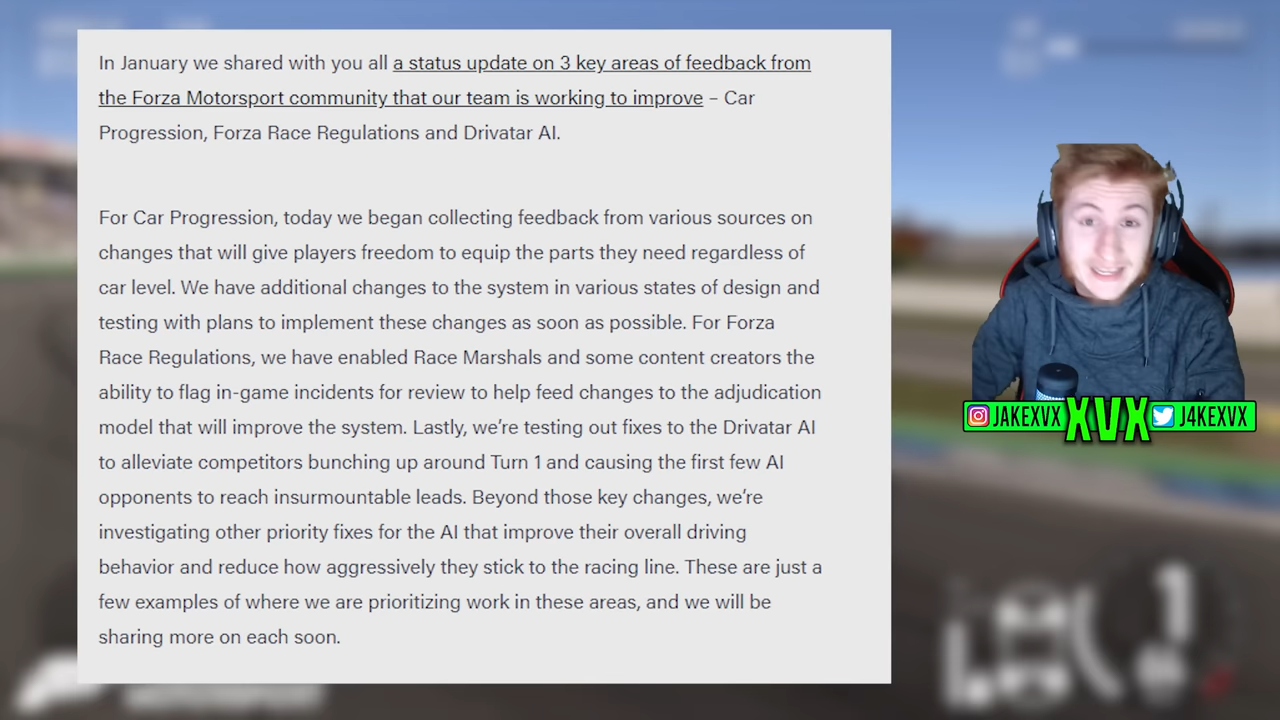 In January we shared with you all a status update on 3 key areas of feedback from
the Forza Motorsport community that our team is working to improve – Car
Progression, Forza Race Regulations and Drivatar AI.
For Car Progression, today we began collecting feedback from various sources on
changes that will give players freedom to equip the parts they need regardless of
car level. We have additional changes to the system in various states of design and
testing with plans to implement these changes as soon as possible. For Forza
Race Regulations, we have enabled Race Marshals and some content creators the
ability to flag in-game incidents for review to help feed changes to the adjudication
model that will improve the system. Lastly, we're testing out fixes to the Drivatar AI
to alleviate competitors bunching up around Turn 1 and causing the first few AI
opponents to reach insurmountable leads. Beyond those key changes, we're
investigating other priority fixes for the AI that improve their overall driving
behavior and reduce how aggressively they stick to the racing line. These are just a
few examples of where we are prioritizing work in these areas, and we will be
sharing more on each soon.
JAKEXVX XVX J4KEXVX